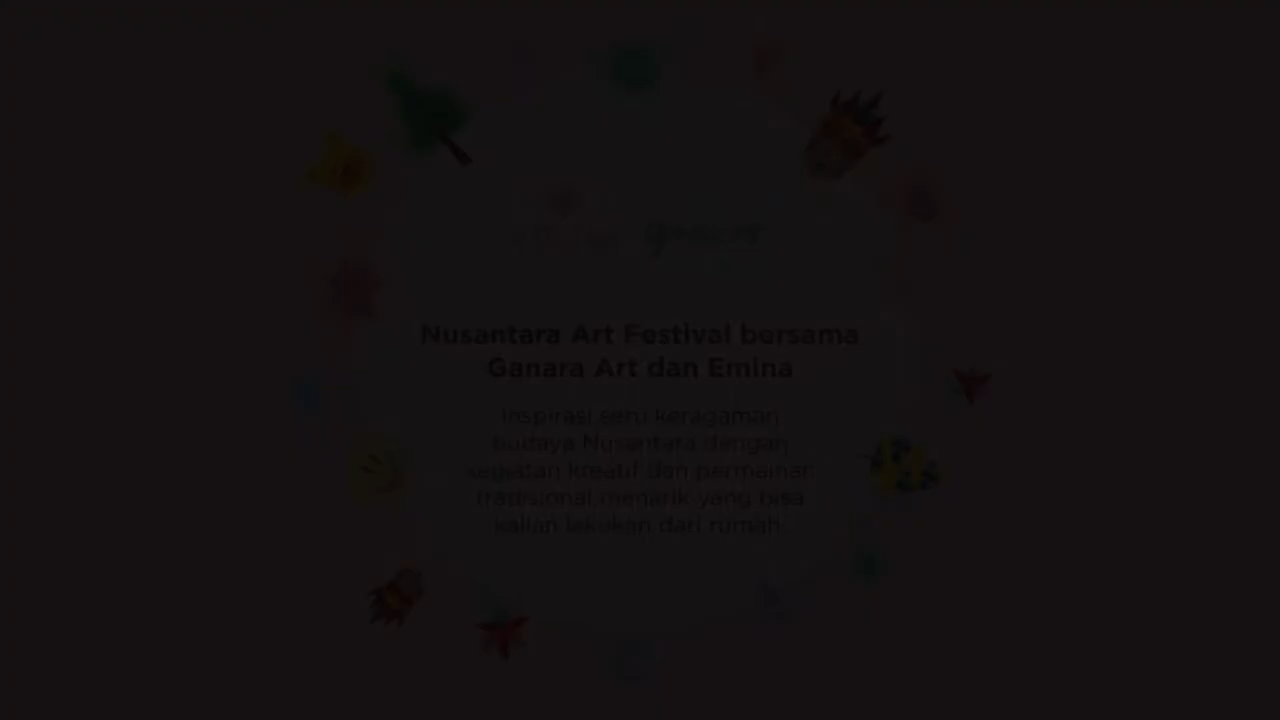 Nusantara Art Festival bersama
Ganara Art dan Emina
Inspirasi seru keragaman
budaya Nusantara dengan
kegiatan kreatif dan permainan
tradisional menarik yang bisa
kalian lakukan dari rumah